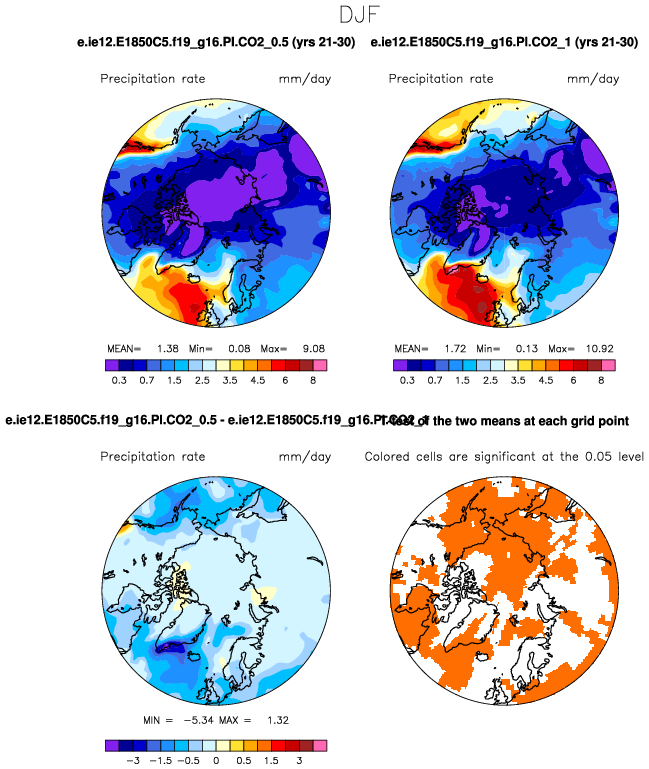 DJF
e.ie12.E1850C5.f19_g16.PI.CO2_0.5 (yrs 21-30)
e.ie12.E1850C5.f19_g16.PI.CO2_1 (yrs 21-30)
Precipitation rate mm/day
Precipitation rate mm/day
MEAN= 1.38 Min= 0.08 Max= 9.08
MEAN= 1.72 Min= 0.13 Max= 10.92
0.3 0.7 1.5 2.5 3.5 4.5 6 8
0.3 0.7 1.5 2.5 3.5 4.5 6 8
e.ie12.E1850C5.f19_g16.PI.CO2_0.5 - e.ie12.E1850C5.f19_g16.PI.CO2_1
T-Test of the two means at each grid point
Precipitation rate mm/day
Colored cells are significant at the 0.05 level
MIN = -5.34 MAX = 1.32
-3 -1.5 -0.5 0 0.5 1.5 3